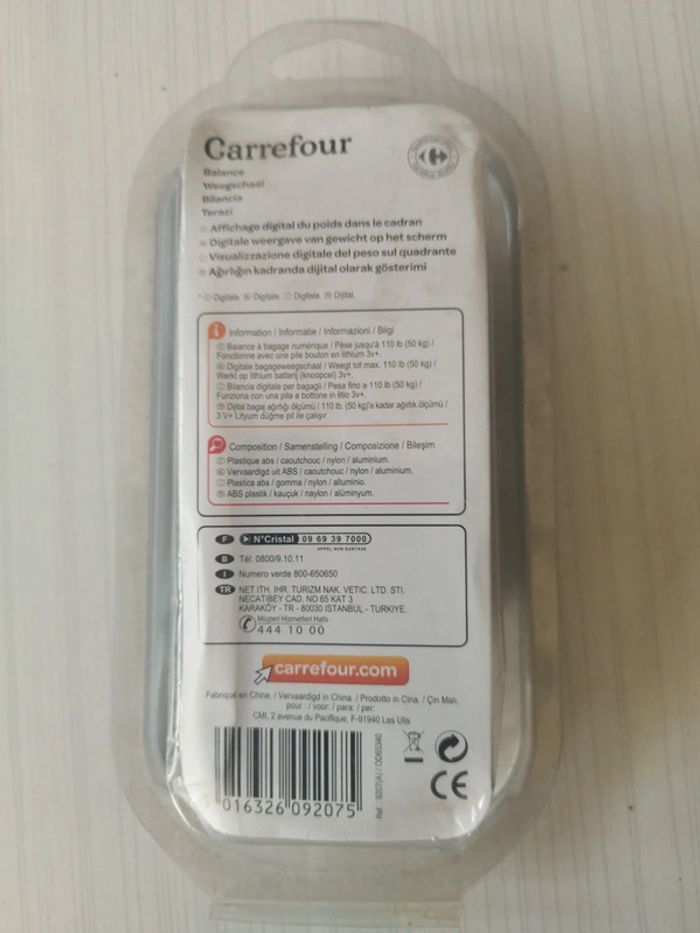 Carrefour
Balance
Weegschaal
Bilancia
Terazi
Affichage digital du poids dans le cadran
Digitale weergave van gewicht op het scherm
Visualizzazione digitale del peso sul quadrante
Ağırlığın kadranda dijital olarak gösterimi
* Digitale, Digitale, Digitale, Dijital.
i Information / Informatie / Informazioni / Bilgi
Balance à bagage numérique / Pèse jusqu'à 110 lb (50 kg) /
Fonctionne avec une pile bouton en lithium 3v+.
Digitale bagageweegschaal / Weegt tot max. 110 lb (50 kg) /
Werkt op lithium batterij (knoopcel) 3v+.
Bilancia digitale per bagagli / Pesa fino a 110 lb (50 kg) /
Funziona con una pila a bottone in litio 3v+.
Dijital bagaj ağırlığı ölçümü / 110 lb. (50 kg)'a kadar ağırlık ölçümü /
3 V+ Lityum düğme pil ile çalışır.
Composition / Samenstelling / Composizione / Bileşim
Plastique abs / caoutchouc / nylon / aluminium.
Vervaardigd uit ABS / caoutchouc / nylon / aluminium.
Plastica abs / gomma / nylon / alluminio.
ABS plastik / kauçuk / naylon / alüminyum.
F N°Cristal 09 69 39 7000
APPEL NON SURTAXE
B Tél: 0800/9.10.11
I Numero verde 800-650650
TR NET ITH. IHR. TURIZM NAK. VETIC. LTD. STI.
NECATIBEY CAD. NO 65 KAT 3
KARAKÖY - TR - 80030 ISTANBUL - TURKIYE.
Müşteri Hizmetleri Hattı
444 10 00
carrefour.com
Fabriqué en Chine. / Vervaardigd in China. / Prodotto in Cina. / Çin Malı.
pour : / voor: / para: / per:
CMI, 2 avenue du Pacifique, F-91940 Les Ulis
Ref.: 9207(A) / OD65340
CE
016326 092075